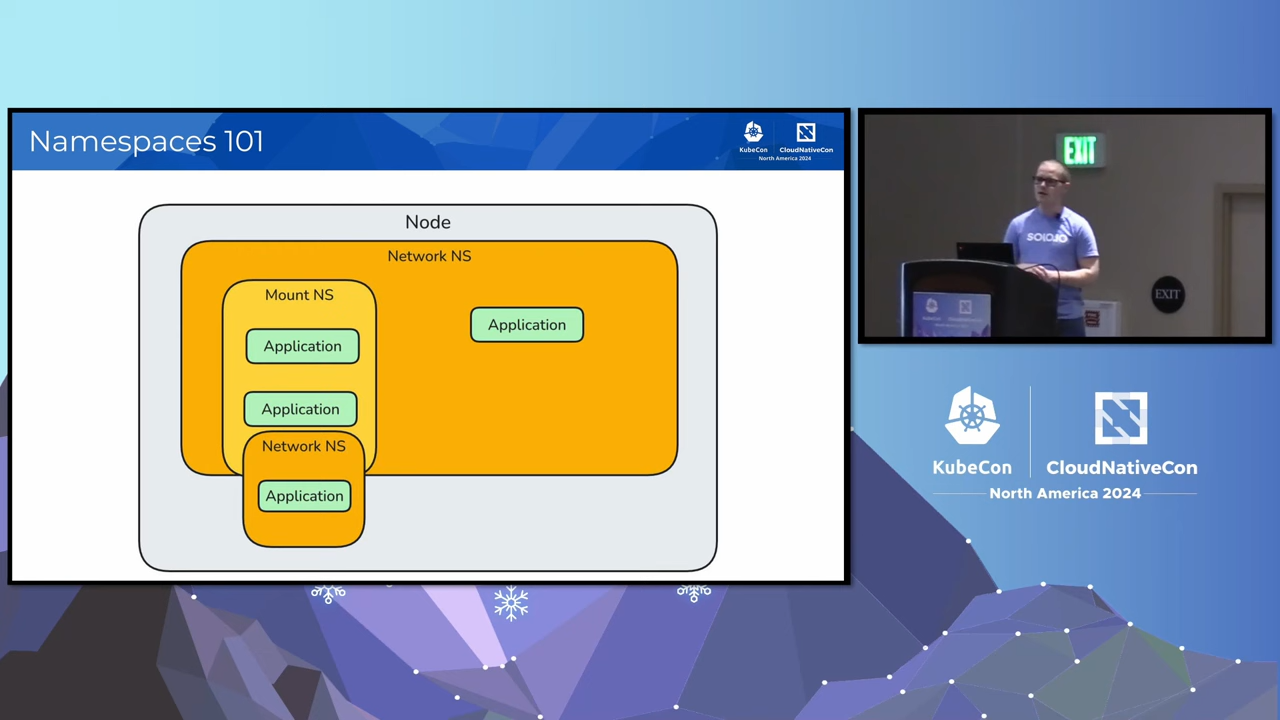 Namespaces 101
KubeCon
CloudNativeCon
North America 2024
Node
Network NS
Mount NS
Application
Application
Application
Network NS
Application
EXIT
SOLO.IO
EXIT
KubeCon
CloudNativeCon
North America 2024